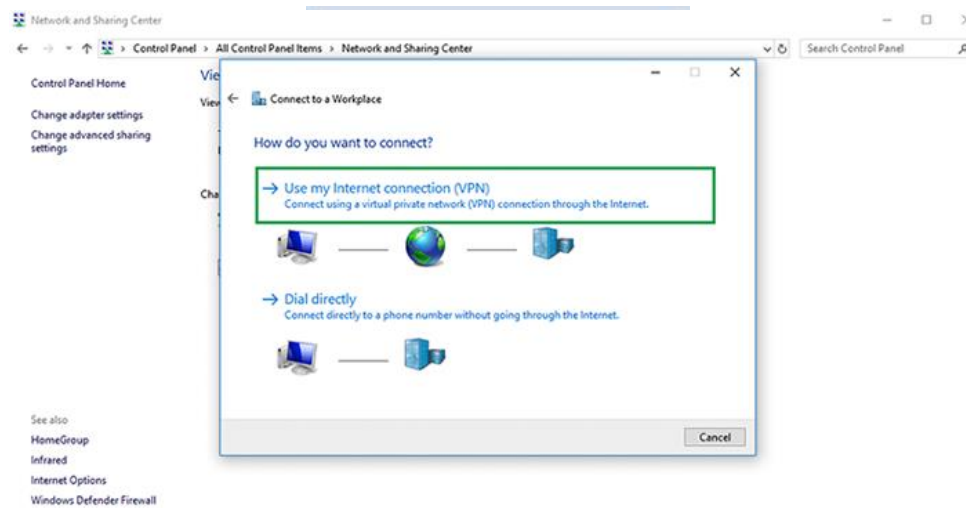 Network and Sharing Center
Control Panel > All Control Panel Items > Network and Sharing Center
Search Control Panel
Control Panel Home
Change adapter settings
Change advanced sharing
settings
Connect to a Workplace
How do you want to connect?
Use my Internet connection (VPN)
Connect using a virtual private network (VPN) connection through the Internet.
Dial directly
Connect directly to a phone number without going through the Internet.
Cancel
See also
HomeGroup
Infrared
Internet Options
Windows Defender Firewall